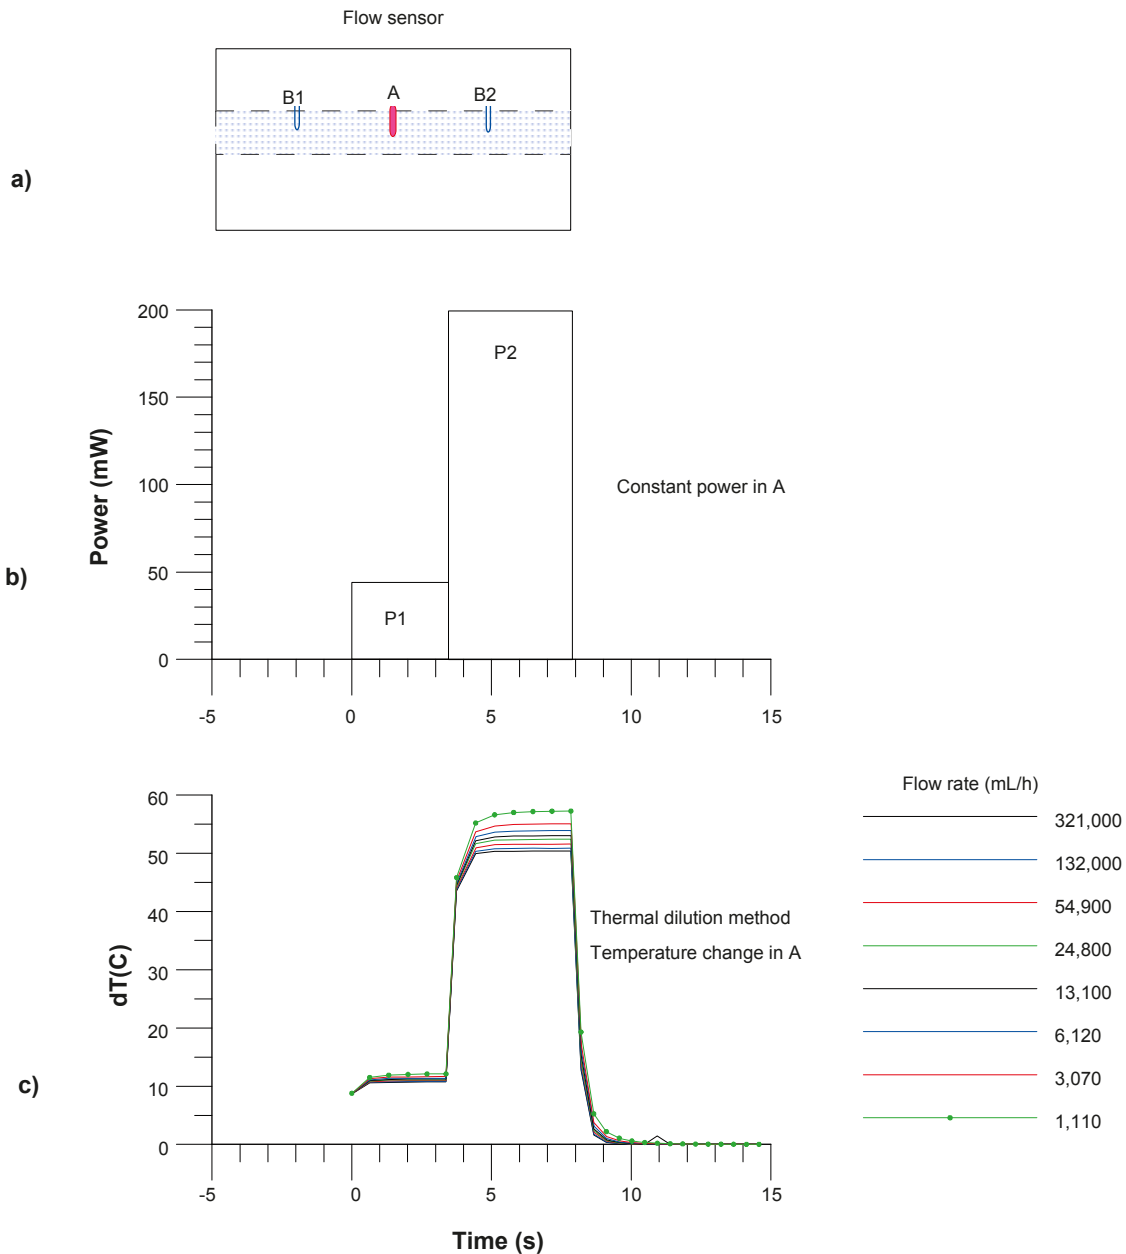 Flow sensor
B1
A
B2
a)
200
150
100
50
0
Power (mW)
P2
P1
Constant power in A
b)
-5
0
5
10
15
60
50
40
30
20
10
0
dT(C)
Thermal dilution method
Temperature change in A
c)
-5
0
5
10
15
Time (s)
Flow rate (mL/h)
321,000
132,000
54,900
24,800
13,100
6,120
3,070
1,110